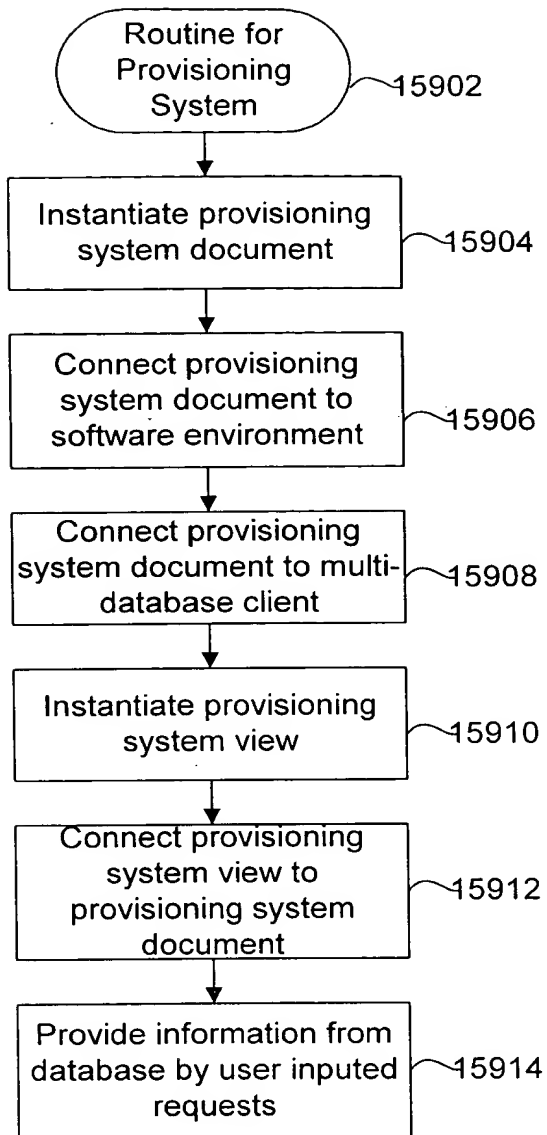 Routine for
Provisioning
System
15902
Instantiate provisioning
system document
15904
Connect provisioning
system document to
software environment
15906
Connect provisioning
system document to multi-
database client
15908
Instantiate provisioning
system view
15910
Connect provisioning
system view to
provisioning system
document
15912
Provide information from
database by user inputed
requests
15914